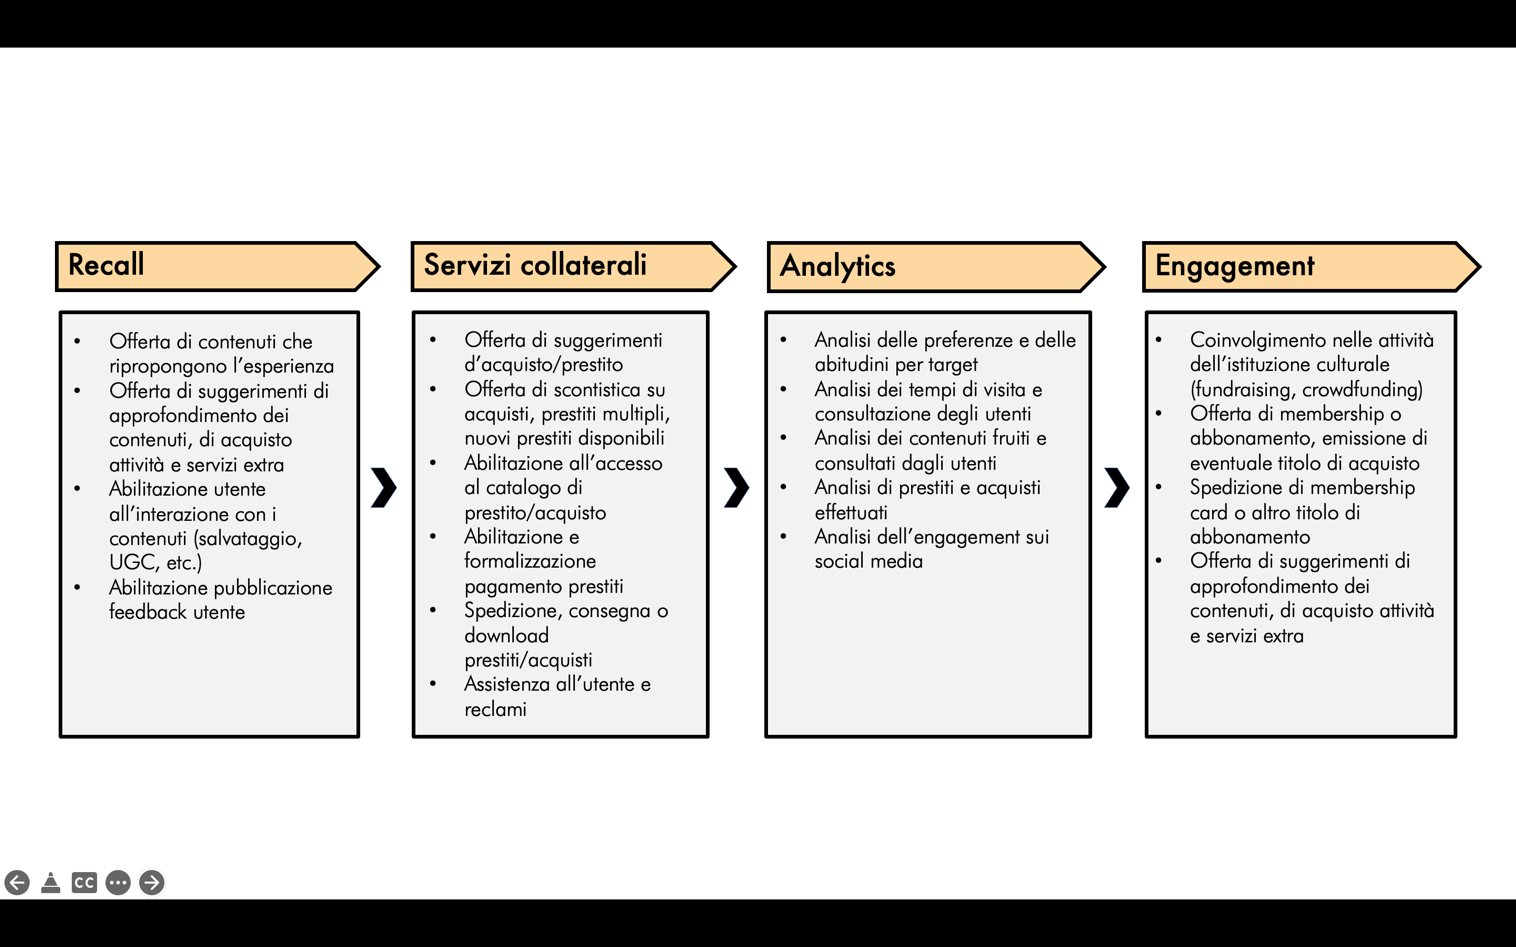 Recall
• Offerta di contenuti che
ripropongono l’esperienza
• Offerta di suggerimenti di
approfondimento dei
contenuti, di acquisto
attività e servizi extra
• Abilitazione utente
all’interazione con i
contenuti (salvataggio,
UGC, etc.)
• Abilitazione pubblicazione
feedback utente
Servizi collaterali
• Offerta di suggerimenti
d’acquisto/prestito
• Offerta di scontistica su
acquisti, prestiti multipli,
nuovi prestiti disponibili
• Abilitazione all’accesso
al catalogo di
prestito/acquisto
• Abilitazione e
formalizzazione
pagamento prestiti
• Spedizione, consegna o
download
prestiti/acquisti
• Assistenza all’utente e
reclami
Analytics
• Analisi delle preferenze e delle
abitudini per target
• Analisi dei tempi di visita e
consultazione degli utenti
• Analisi dei contenuti fruiti e
consultati dagli utenti
• Analisi di prestiti e acquisti
effettuati
• Analisi dell’engagement sui
social media
Engagement
• Coinvolgimento nelle attività
dell’istituzione culturale
(fundraising, crowdfunding)
• Offerta di membership o
abbonamento, emissione di
eventuale titolo di acquisto
• Spedizione di membership
card o altro titolo di
abbonamento
• Offerta di suggerimenti di
approfondimento dei
contenuti, di acquisto attività
e servizi extra
CC